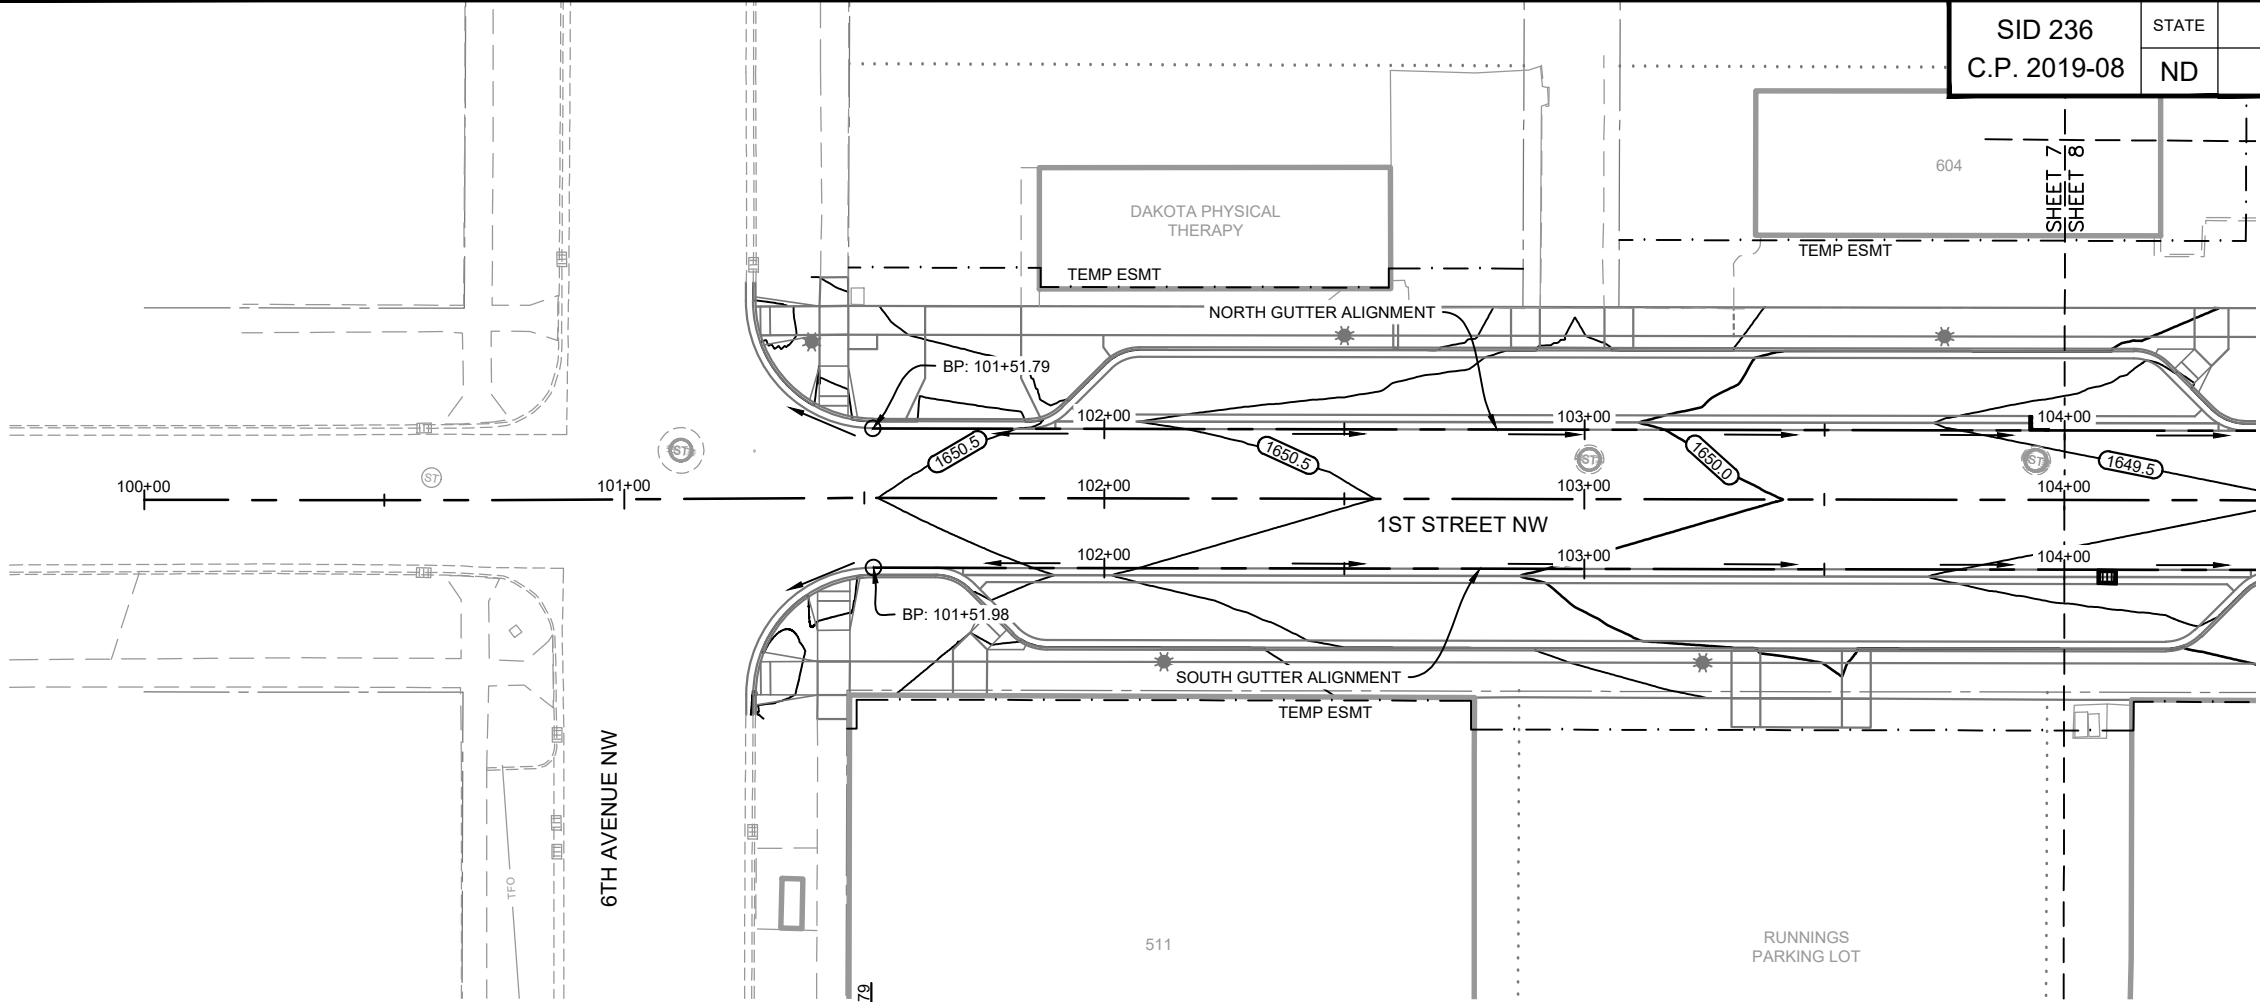 SID 236
C.P. 2019-08
STATE
ND
604
SHEET 7
SHEET 8
DAKOTA PHYSICAL
THERAPY
TEMP ESMT
TEMP ESMT
NORTH GUTTER ALIGNMENT
BP: 101+51.79
102+00
103+00
104+00
1650.5
1650.5
1650.0
1649.5
ST
ST
ST
ST
100+00
101+00
102+00
103+00
104+00
1ST STREET NW
102+00
103+00
104+00
BP: 101+51.98
SOUTH GUTTER ALIGNMENT
TEMP ESMT
6TH AVENUE NW
TFO
511
RUNNINGS
PARKING LOT
79